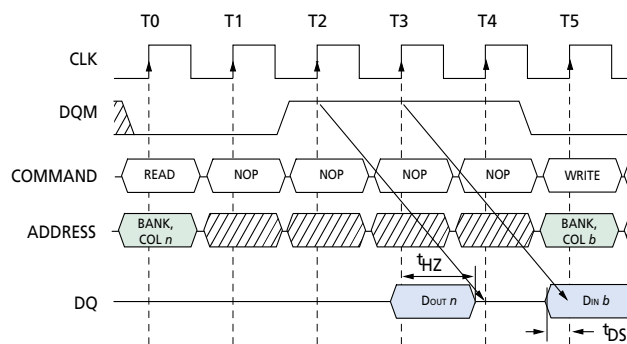 T0 T1 T2 T3 T4 T5
CLK
DQM
COMMAND READ NOP NOP NOP NOP WRITE
ADDRESS BANK, COL n BANK, COL b
tHZ
DQ DOUT n DIN b
tDS